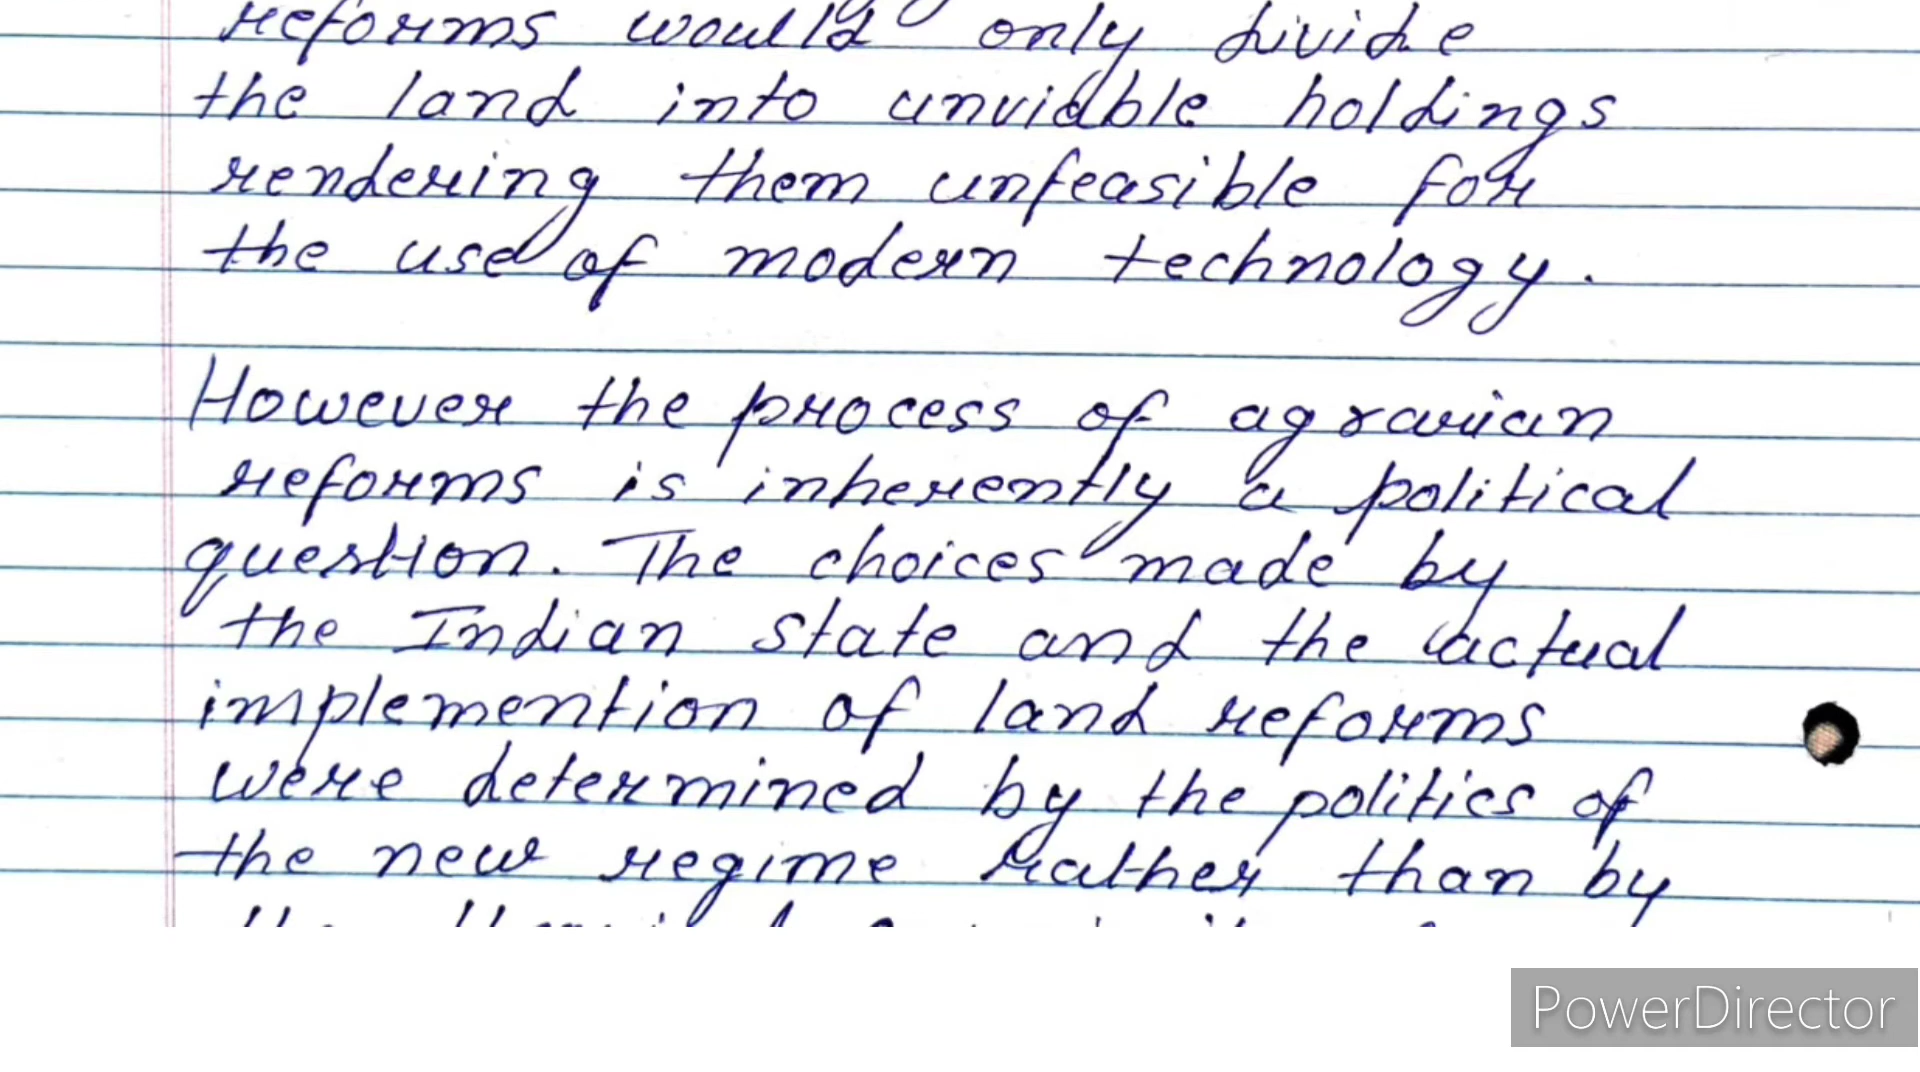 reforms would only divide
the land into unviable holdings
rendering them unfeasible for
the use of modern technology.
However the process of agrarian
reforms is inherently a political
question. The choices made by
the Indian state and the actual
implemention of land reforms
were determined by the politics of
the new regime rather than by
PowerDirector